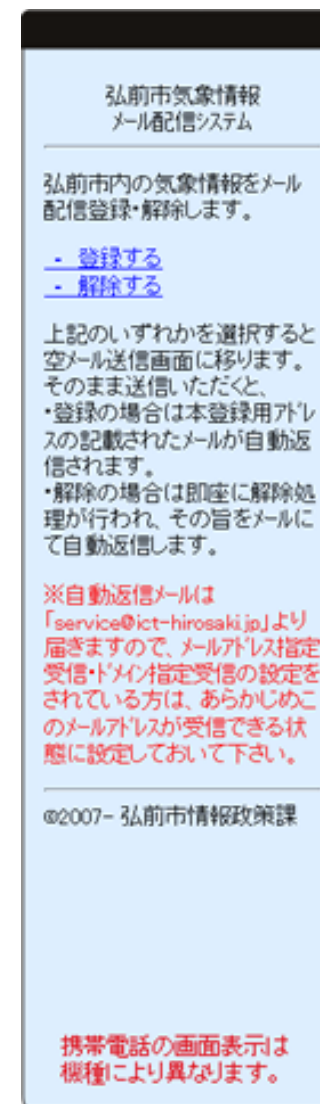 弘前市気象情報
メール配信システム
弘前市内の気象情報をメール
配信登録・解除します。
- 登録する
- 解除する
上記のいずれかを選択すると
空メール送信画面に移ります。
そのまま送信いただくと、
・登録の場合は本登録用アドレ
スの記載されたメールが自動返
信されます。
・解除の場合は即座に解除処
理が行われ、その旨をメールに
て自動返信します。
※自動返信メールは
「service@ict-hirosaki.jp」より
届きますので、メールアドレス指定
受信・ドメイン指定受信の設定を
されている方は、あらかじめこ
のメールアドレスが受信できる状
態に設定しておいて下さい。
©2007- 弘前市情報政策課
携帯電話の画面表示は
機種により異なります。